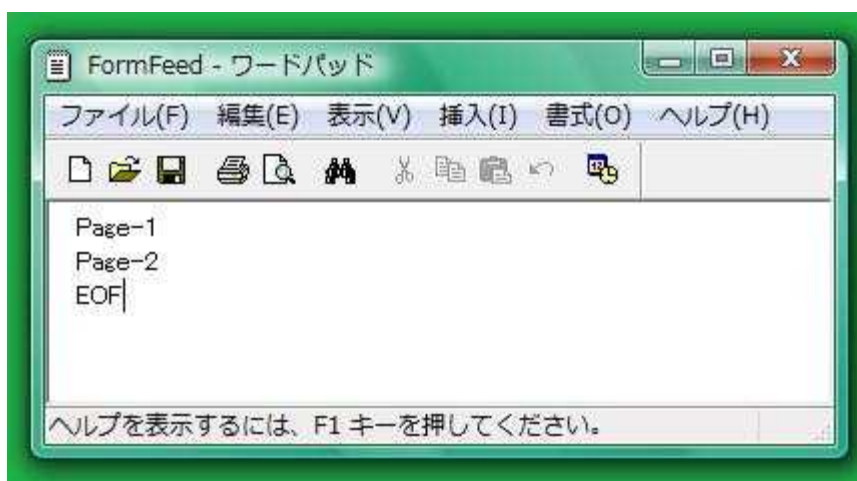 FormFeed - ワードパッド
ファイル(F) 編集(E) 表示(V) 挿入(I) 書式(O) ヘルプ(H)
Page-1
Page-2
EOF
ヘルプを表示するには、F1 キーを押してください。